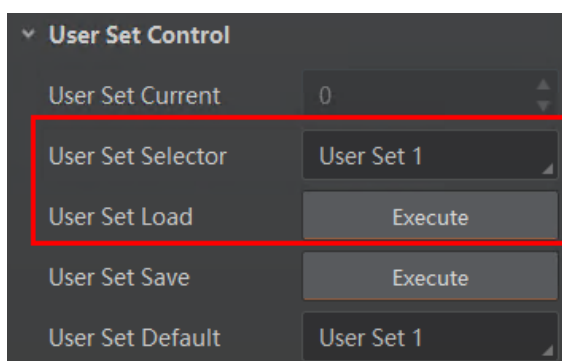 User Set Control
User Set Current 0
User Set Selector User Set 1
User Set Load Execute
User Set Save Execute
User Set Default User Set 1